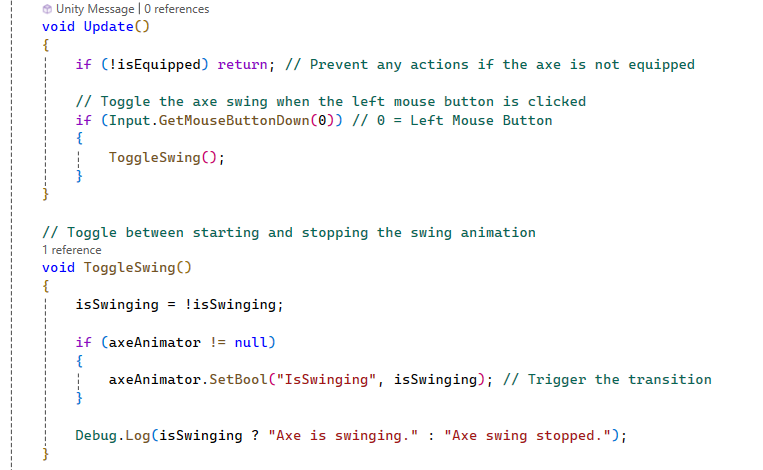 Unity Message | 0 references
void Update()
{
if (!isEquipped) return; // Prevent any actions if the axe is not equipped
// Toggle the axe swing when the left mouse button is clicked
if (Input.GetMouseButtonDown(0)) // 0 = Left Mouse Button
{
ToggleSwing();
}
}
// Toggle between starting and stopping the swing animation
1 reference
void ToggleSwing()
{
isSwinging = !isSwinging;
if (axeAnimator != null)
{
axeAnimator.SetBool("IsSwinging", isSwinging); // Trigger the transition
}
Debug.Log(isSwinging ? "Axe is swinging." : "Axe swing stopped.");
}